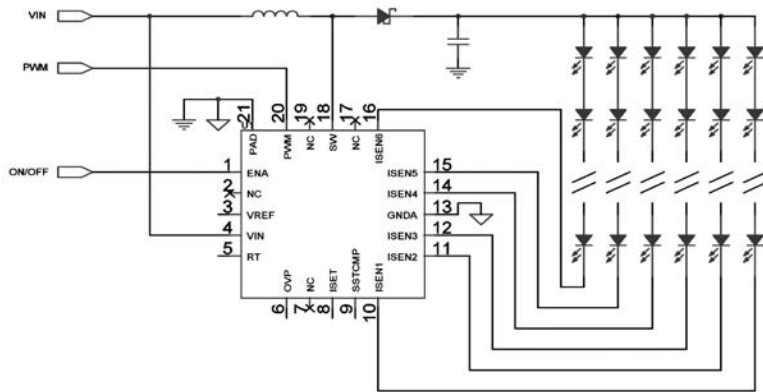 VIN
PWM
ON/OFF
21
20
19
18
17
16
PAD
PWM
NC
SW
NC
ISEN6
1
ENA
2
NC
3
VREF
4
VIN
5
RT
ISEN5
15
ISEN4
14
GNDA
13
ISEN3
12
ISEN2
11
OVP
NC
ISET
SSTCMP
ISEN1
6
7
8
9
10